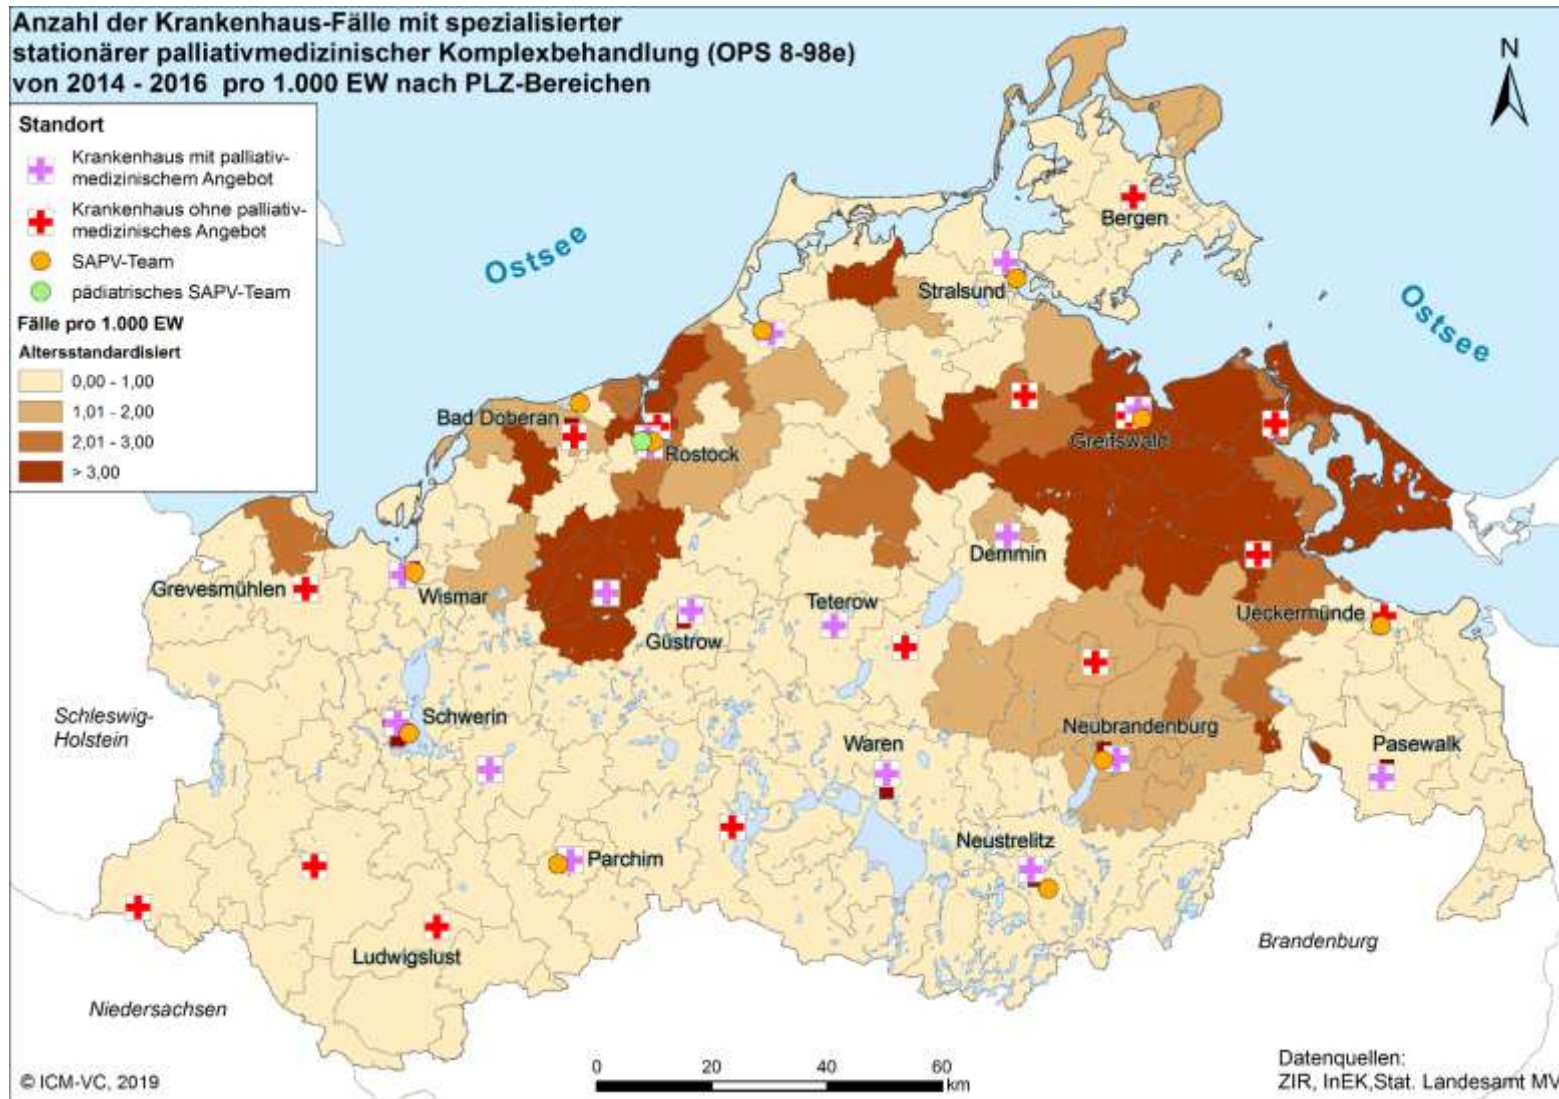 Anzahl der Krankenhaus-Fälle mit spezialisierter
stationärer palliativmedizinischer Komplexbehandlung (OPS 8-98e)
von 2014 - 2016 pro 1.000 EW nach PLZ-Bereichen
N
Standort
Krankenhaus mit palliativ-
medizinischem Angebot
Krankenhaus ohne palliativ-
medizinisches Angebot
SAPV-Team
pädiatrisches SAPV-Team
Fälle pro 1.000 EW
Altersstandardisiert
0,00 - 1,00
1,01 - 2,00
2,01 - 3,00
> 3,00
Ostsee
Ostsee
Bergen
Stralsund
Bad Doberan
Rostock
Greifswald
Demmin
Grevesmühlen
Wismar
Güstrow
Teterow
Ueckermünde
Schleswig-
Holstein
Schwerin
Waren
Neubrandenburg
Pasewalk
Parchim
Neustrelitz
Ludwigslust
Brandenburg
Niedersachsen
0 20 40 60
km
© ICM-VC, 2019
Datenquellen:
ZIR, InEK,Stat. Landesamt MV